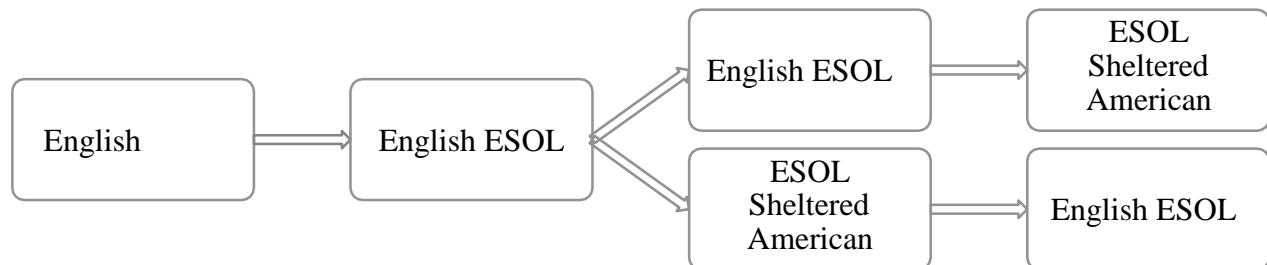 English
English ESOL
English ESOL
ESOL
Sheltered
American
ESOL
Sheltered
American
English ESOL